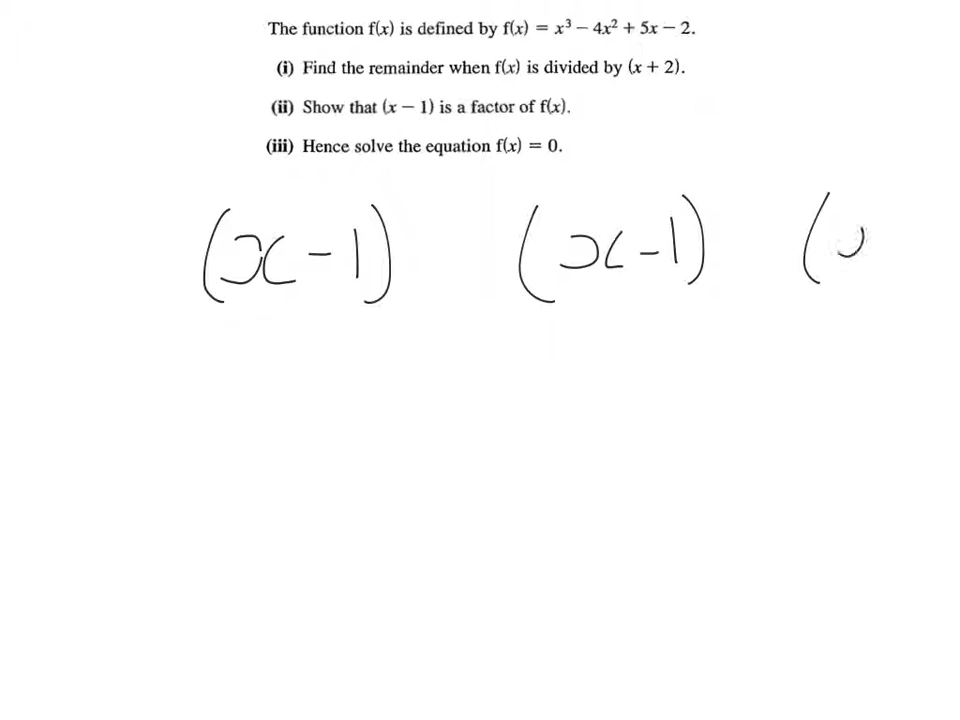 The function f(x) is defined by f(x) = x³ − 4x² + 5x − 2.
(i) Find the remainder when f(x) is divided by (x + 2).
(ii) Show that (x − 1) is a factor of f(x).
(iii) Hence solve the equation f(x) = 0.
(x - 1) (x - 1) (